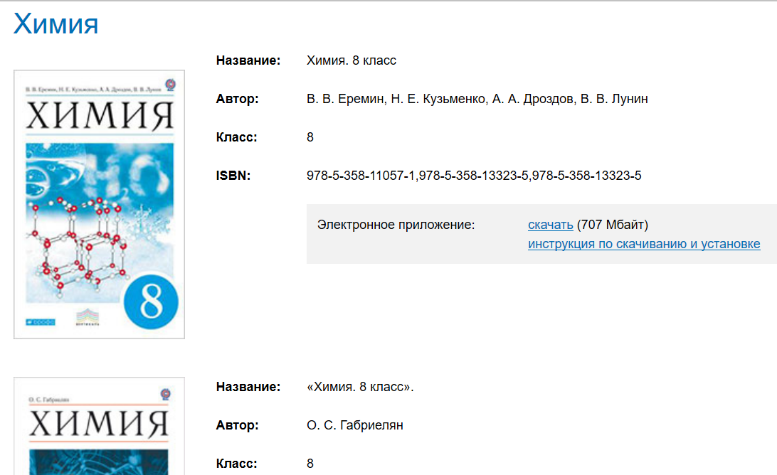 Химия
Название: Химия. 8 класс
В. В. Еремин, Н. Е. Кузьменко, А. А. Дроздов, В. В. Лунин
ХИМИЯ
8
ДРОФА
ВЕРТИКАЛЬ
Автор: В. В. Еремин, Н. Е. Кузьменко, А. А. Дроздов, В. В. Лунин
Класс: 8
ISBN: 978-5-358-11057-1,978-5-358-13323-5,978-5-358-13323-5
Электронное приложение: скачать (707 Мбайт)
инструкция по скачиванию и установке
О. С. Габриелян
ХИМИЯ
Название: «Химия. 8 класс».
Автор: О. С. Габриелян
Класс: 8